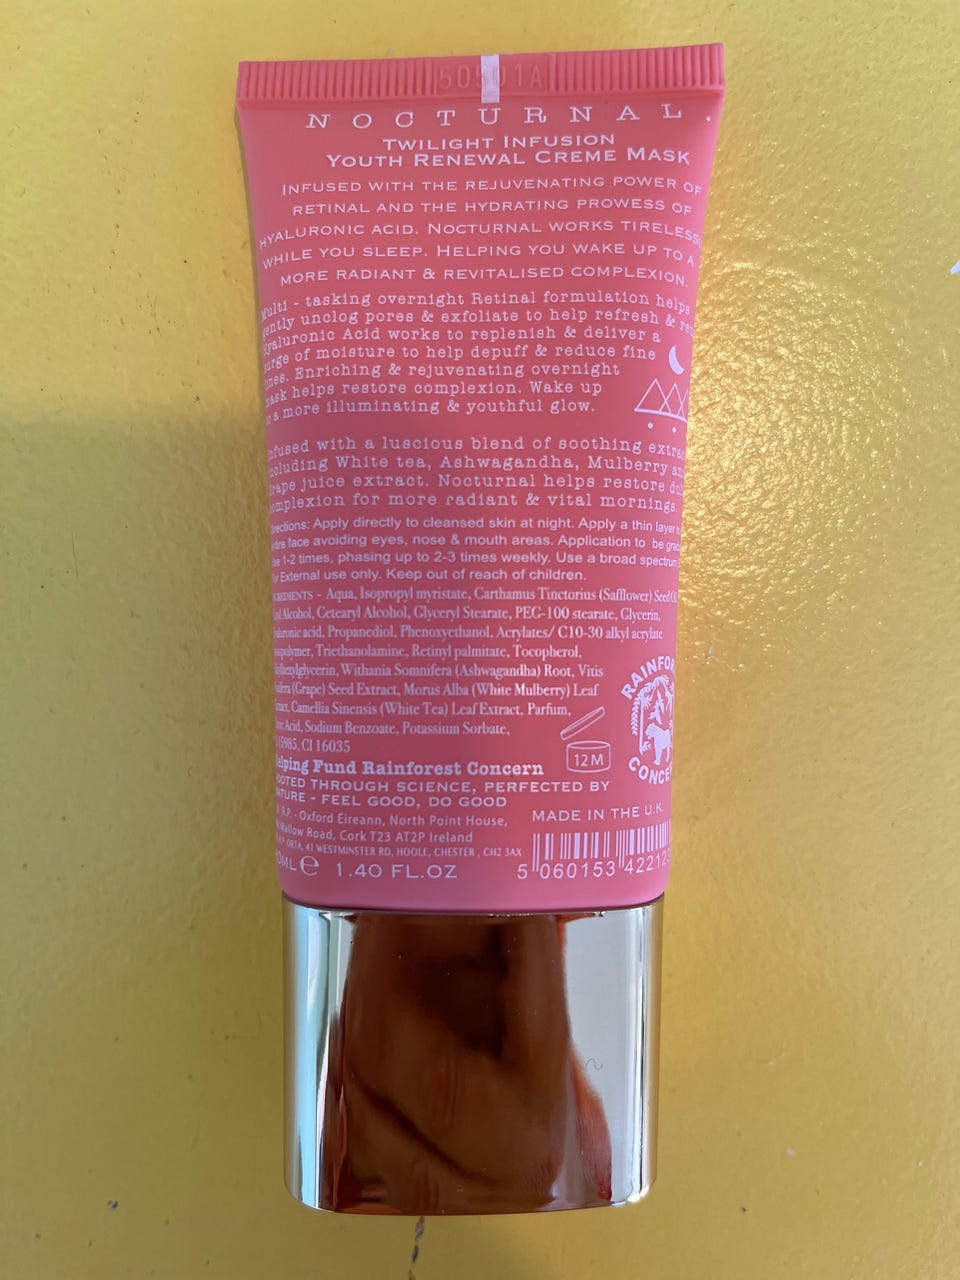 50501A
NOCTURNAL.
TWILIGHT INFUSION
YOUTH RENEWAL CREME MASK
INFUSED WITH THE REJUVENATING POWER OF
RETINAL AND THE HYDRATING PROWESS OF
HYALURONIC ACID. NOCTURNAL WORKS TIRELESS
WHILE YOU SLEEP. HELPING YOU WAKE UP TO A
MORE RADIANT & REVITALISED COMPLEXION.
Multi - tasking overnight Retinal formulation helps
gently unclog pores & exfoliate to help refresh &
Hyaluronic Acid works to replenish & deliver a
surge of moisture to help depuff & reduce fine
lines. Enriching & rejuvenating overnight
mask helps restore complexion. Wake up
a more illuminating & youthful glow.
Infused with a luscious blend of soothing
including White tea, Ashwagandha, Mulberry
Grape juice extract. Nocturnal helps restore
complexion for more radiant & vital mornings.
Directions: Apply directly to cleansed skin at night. Apply a thin layer
entire face avoiding eyes, nose & mouth areas. Application to be
1-2 times, phasing up to 2-3 times weekly. Use a broad spectrum
For External use only. Keep out of reach of children.
INGREDIENTS - Aqua, Isopropyl myristate, Carthamus Tinctorius (Safflower) Seed
Alcohol, Cetearyl Alcohol, Glyceryl Stearate, PEG-100 stearate, Glycerin,
acid, Propanediol, Phenoxyethanol, Acrylates/ C10-30 alkyl acrylate
Triethanolamine, Retinyl palmitate, Tocopherol,
Withania Somnifera (Ashwagandha) Root, Vitis
(Grape) Seed Extract, Morus Alba (White Mulberry) Leaf
Camellia Sinensis (White Tea) Leaf Extract, Parfum,
Acid, Sodium Benzoate, Potassium Sorbate,
15985, CI 16035
RAINFOR
CONCE
12M
Helping Fund Rainforest Concern
ROOTED THROUGH SCIENCE, PERFECTED BY
NATURE - FEEL GOOD, DO GOOD
MADE IN THE U.K.
R.P. - Oxford Éireann, North Point House,
Mallow Road, Cork T23 AT2P Ireland
ORTA, 41 WESTMINSTER RD, HOOLE, CHESTER, CH2 3AX
ML e 1.40 FL.OZ
5 060153 42212